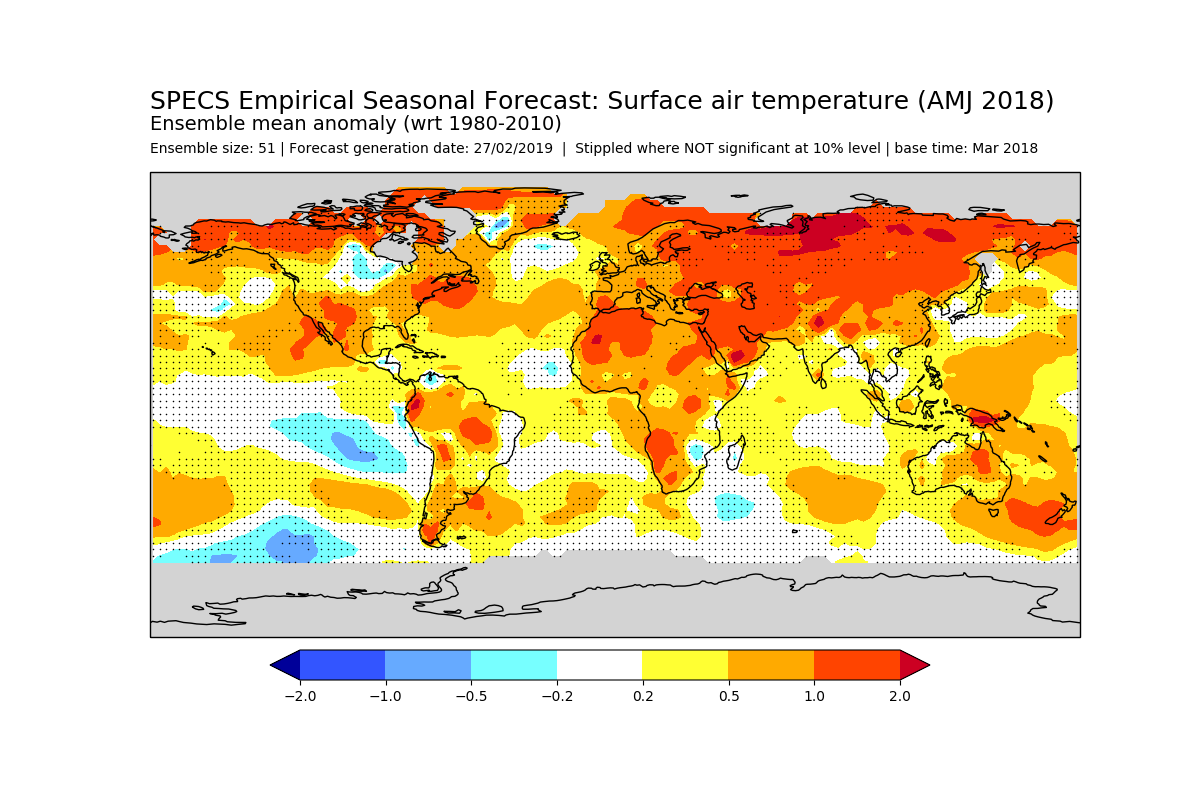 SPECS Empirical Seasonal Forecast: Surface air temperature (AMJ 2018)
Ensemble mean anomaly (wrt 1980-2010)
Ensemble size: 51 | Forecast generation date: 27/02/2019 | Stippled where NOT significant at 10% level | base time: Mar 2018
−2.0 −1.0 −0.5 −0.2 0.2 0.5 1.0 2.0